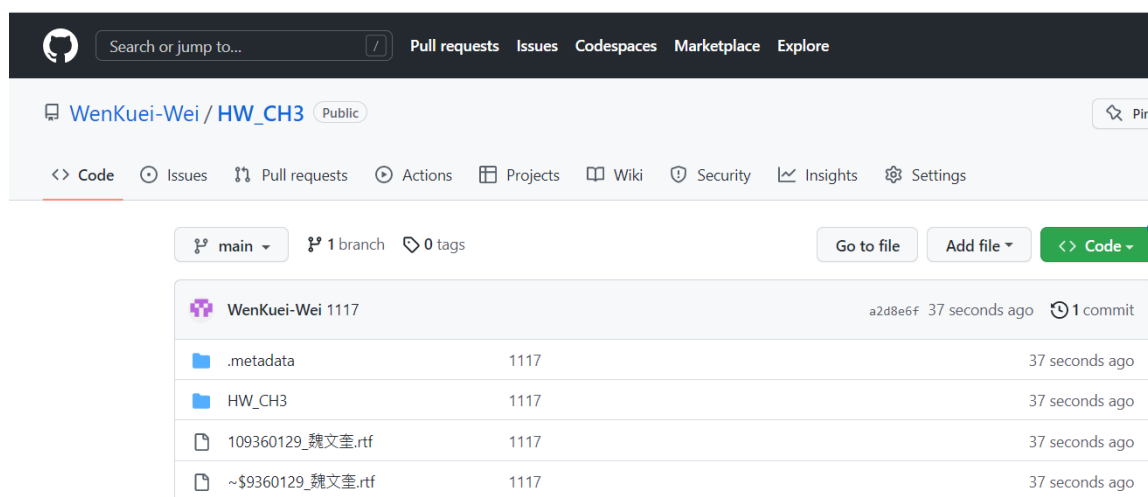 Search or jump to... / Pull requests Issues Codespaces Marketplace Explore
WenKuei-Wei / HW_CH3 Public Pin
<> Code Issues Pull requests Actions Projects Wiki Security Insights Settings
main 1 branch 0 tags Go to file Add file <> Code
WenKuei-Wei 1117 a2d8e6f 37 seconds ago 1 commit
.metadata 1117 37 seconds ago
HW_CH3 1117 37 seconds ago
109360129_魏文奎.rtf 1117 37 seconds ago
~$9360129_魏文奎.rtf 1117 37 seconds ago